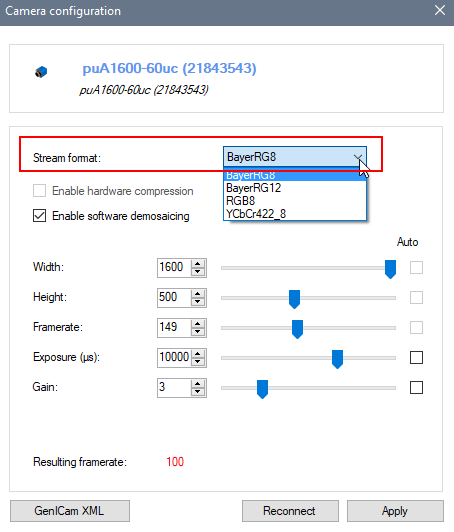 Camera configuration
puA1600-60uc (21843543)
puA1600-60uc (21843543)
Stream format:
BayerRG8
BayerRG8
BayerRG12
RGB8
YCbCr422_8
Enable hardware compression
Enable software demosaicing
Auto
Width:
1600
Height:
500
Framerate:
149
Exposure (µs):
10000
Gain:
3
Resulting framerate:
100
GenICam XML
Reconnect
Apply